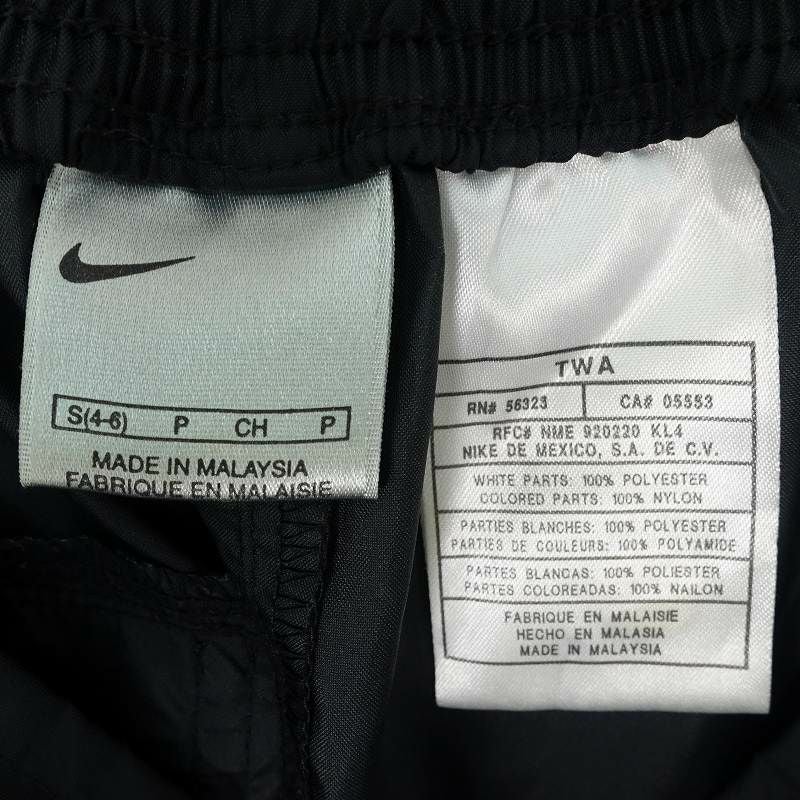 S(4-6) P CH P
MADE IN MALAYSIA
FABRIQUE EN MALAISIE
TWA
RN# 56323 CA# 05553
RFC# NME 920220 KL4
NIKE DE MEXICO, S.A. DE C.V.
WHITE PARTS: 100% POLYESTER
COLORED PARTS: 100% NYLON
PARTIES BLANCHES: 100% POLYESTER
PARTIES DE COULEURS: 100% POLYAMIDE
PARTES BLANCAS: 100% POLIESTER
PARTES COLOREADAS: 100% NAILON
FABRIQUE EN MALAISIE
HECHO EN MALASIA
MADE IN MALAYSIA